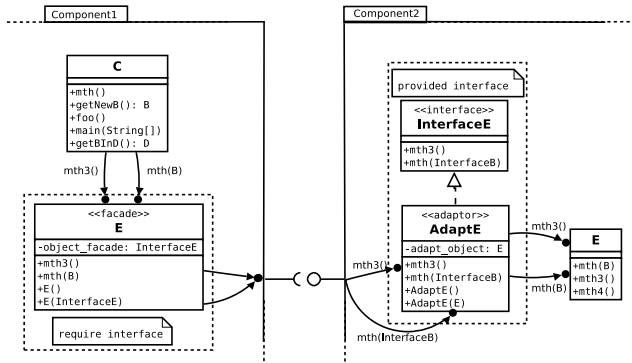 Component1
Component2
C
+mth()
+getNewB(): B
+foo()
+main(String[])
+getBInD(): D
mth3()
mth(B)
<<facade>>
E
-object_facade: InterfaceE
+mth3()
+mth(B)
+E()
+E(InterfaceE)
require interface
provided interface
<<interface>>
InterfaceE
+mth3()
+mth(InterfaceB)
<<adaptor>>
AdaptE
-adapt_object: E
+mth3()
+mth(InterfaceB)
+AdaptE()
+AdaptE(E)
mth3()
mth(InterfaceB)
mth3()
mth(B)
E
+mth(B)
+mth3()
+mth4()